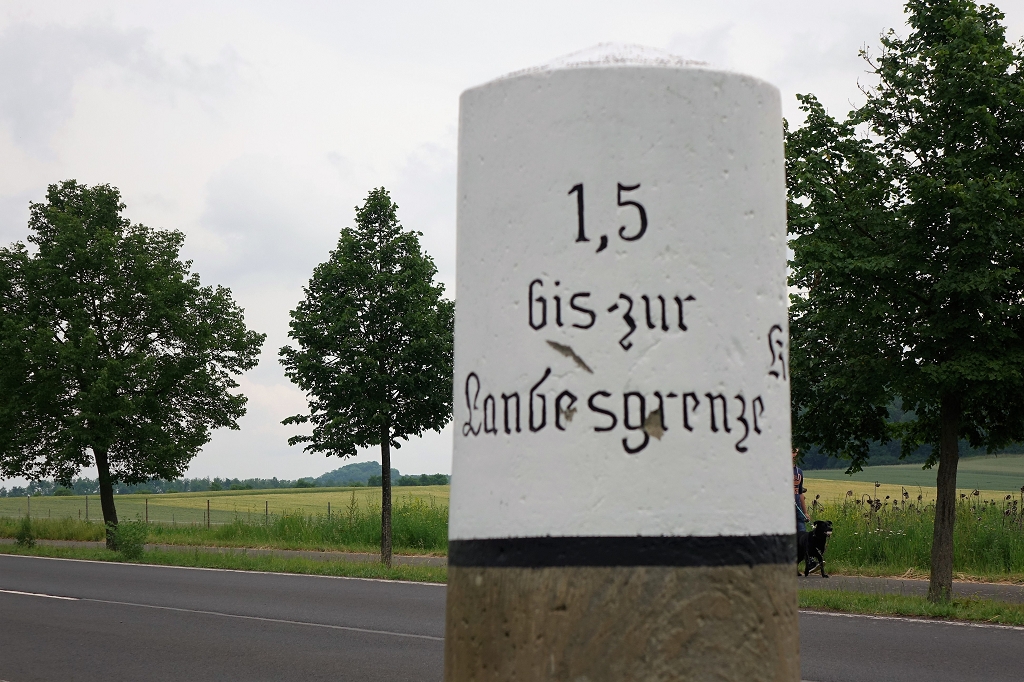 1,5
bis zur
Landesgrenze
K